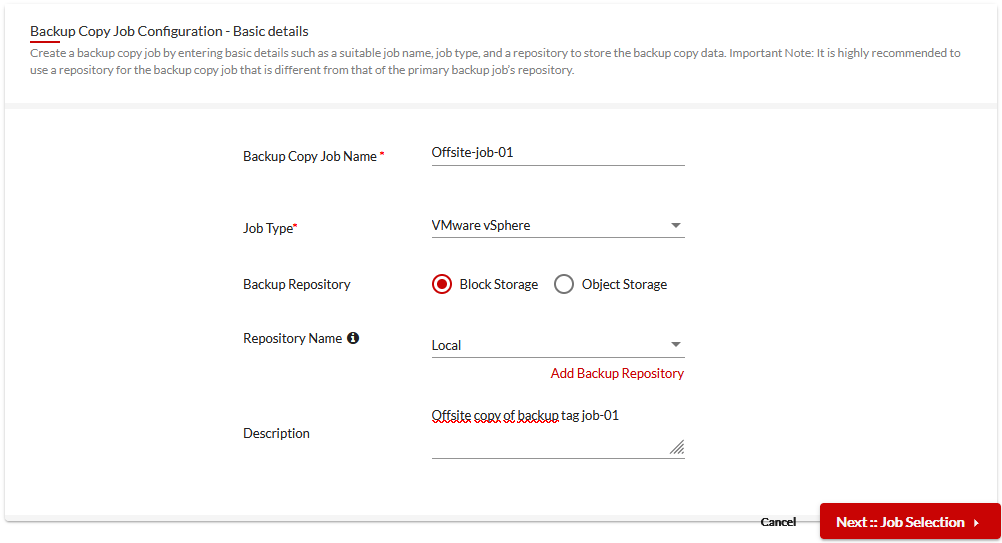 Backup Copy Job Configuration - Basic details
Create a backup copy job by entering basic details such as a suitable job name, job type, and a repository to store the backup copy data. Important Note: It is highly recommended to
use a repository for the backup copy job that is different from that of the primary backup job's repository.
Backup Copy Job Name *
Offsite-job-01
Job Type*
VMware vSphere
Backup Repository
Block Storage
Object Storage
Repository Name
Local
Add Backup Repository
Description
Offsite copy of backup tag job-01
Cancel
Next :: Job Selection